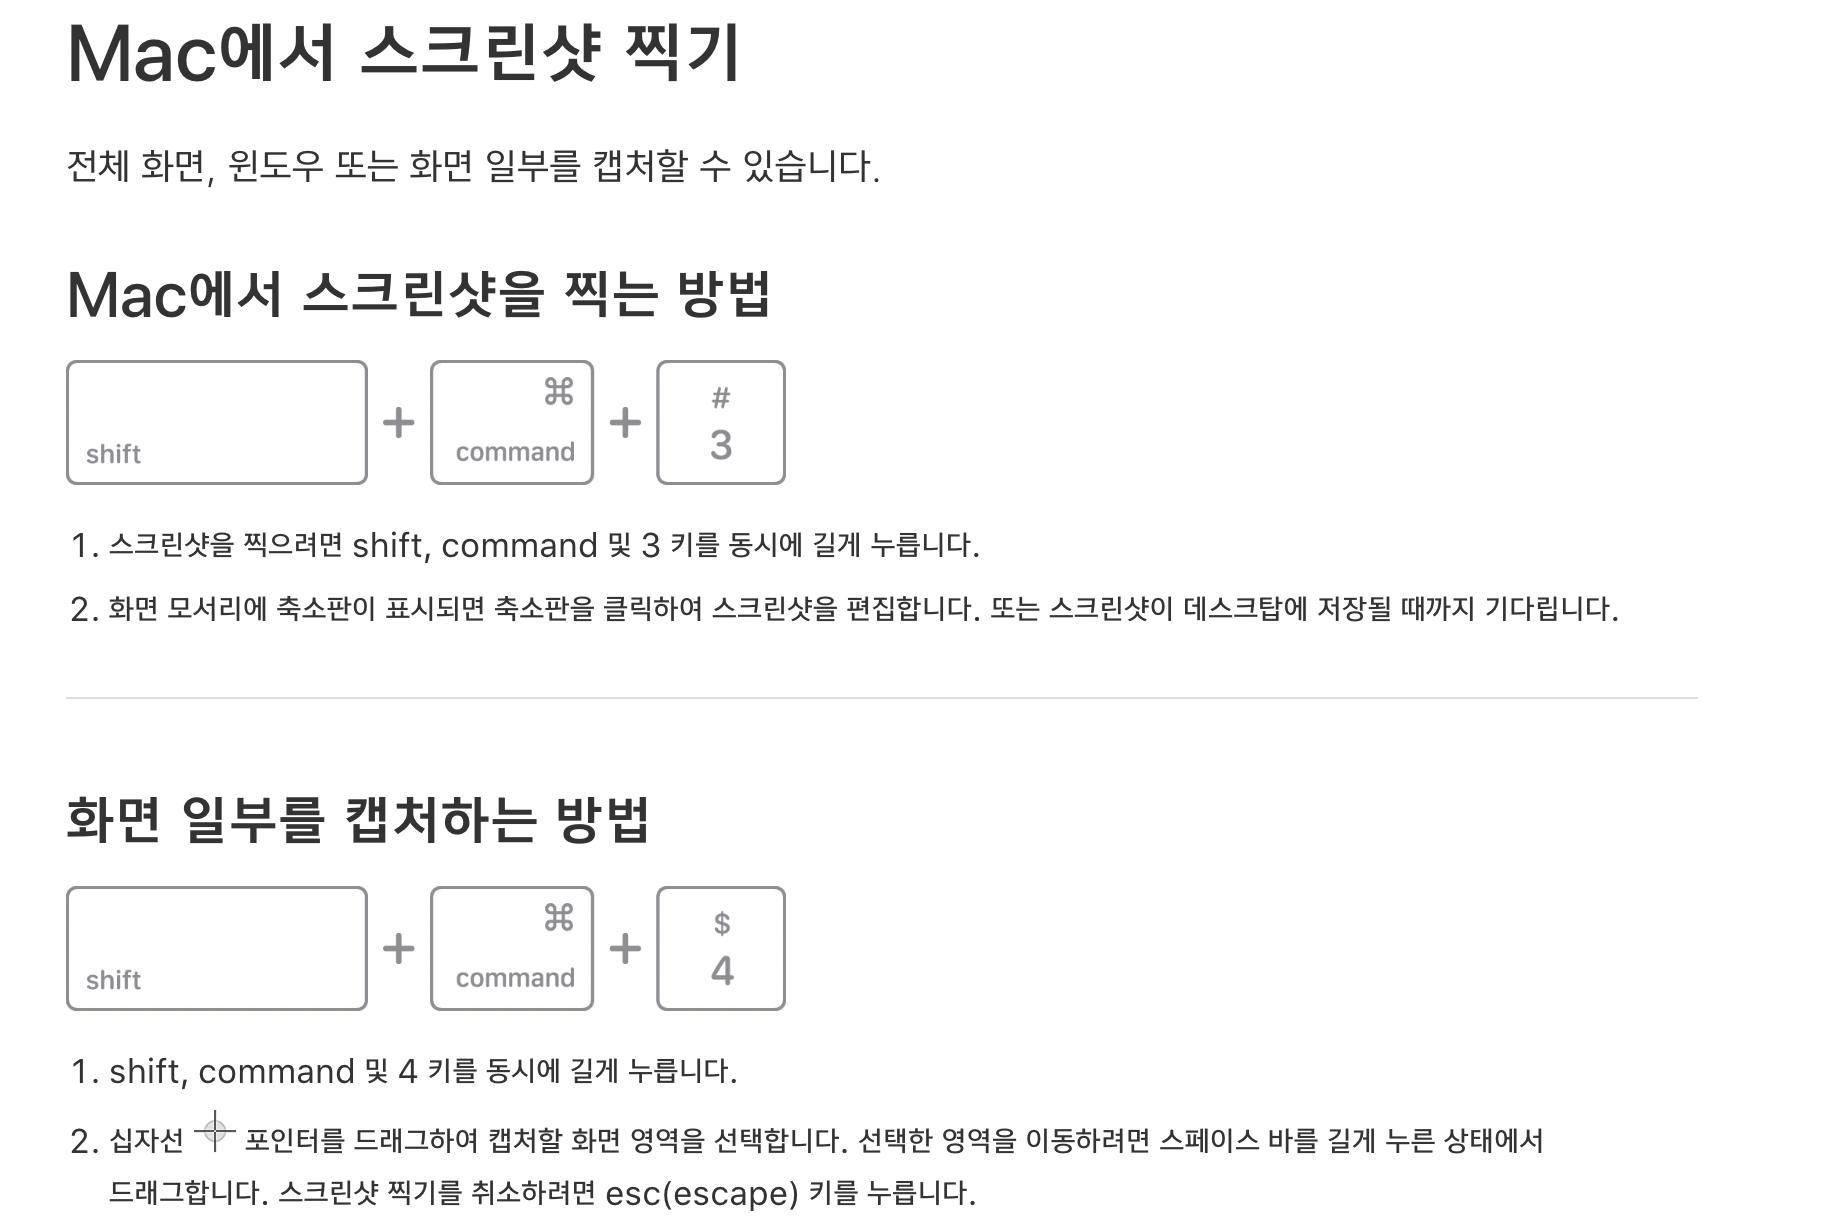 Mac에서 스크린샷 찍기
전체 화면, 윈도우 또는 화면 일부를 캡처할 수 있습니다.
Mac에서 스크린샷을 찍는 방법
shift + ⌘ command + # 3
1. 스크린샷을 찍으려면 shift, command 및 3 키를 동시에 길게 누릅니다.
2. 화면 모서리에 축소판이 표시되면 축소판을 클릭하여 스크린샷을 편집합니다. 또는 스크린샷이 데스크탑에 저장될 때까지 기다립니다.
화면 일부를 캡처하는 방법
shift + ⌘ command + $ 4
1. shift, command 및 4 키를 동시에 길게 누릅니다.
2. 십자선 포인터를 드래그하여 캡처할 화면 영역을 선택합니다. 선택한 영역을 이동하려면 스페이스 바를 길게 누른 상태에서
드래그합니다. 스크린샷 찍기를 취소하려면 esc(escape) 키를 누릅니다.